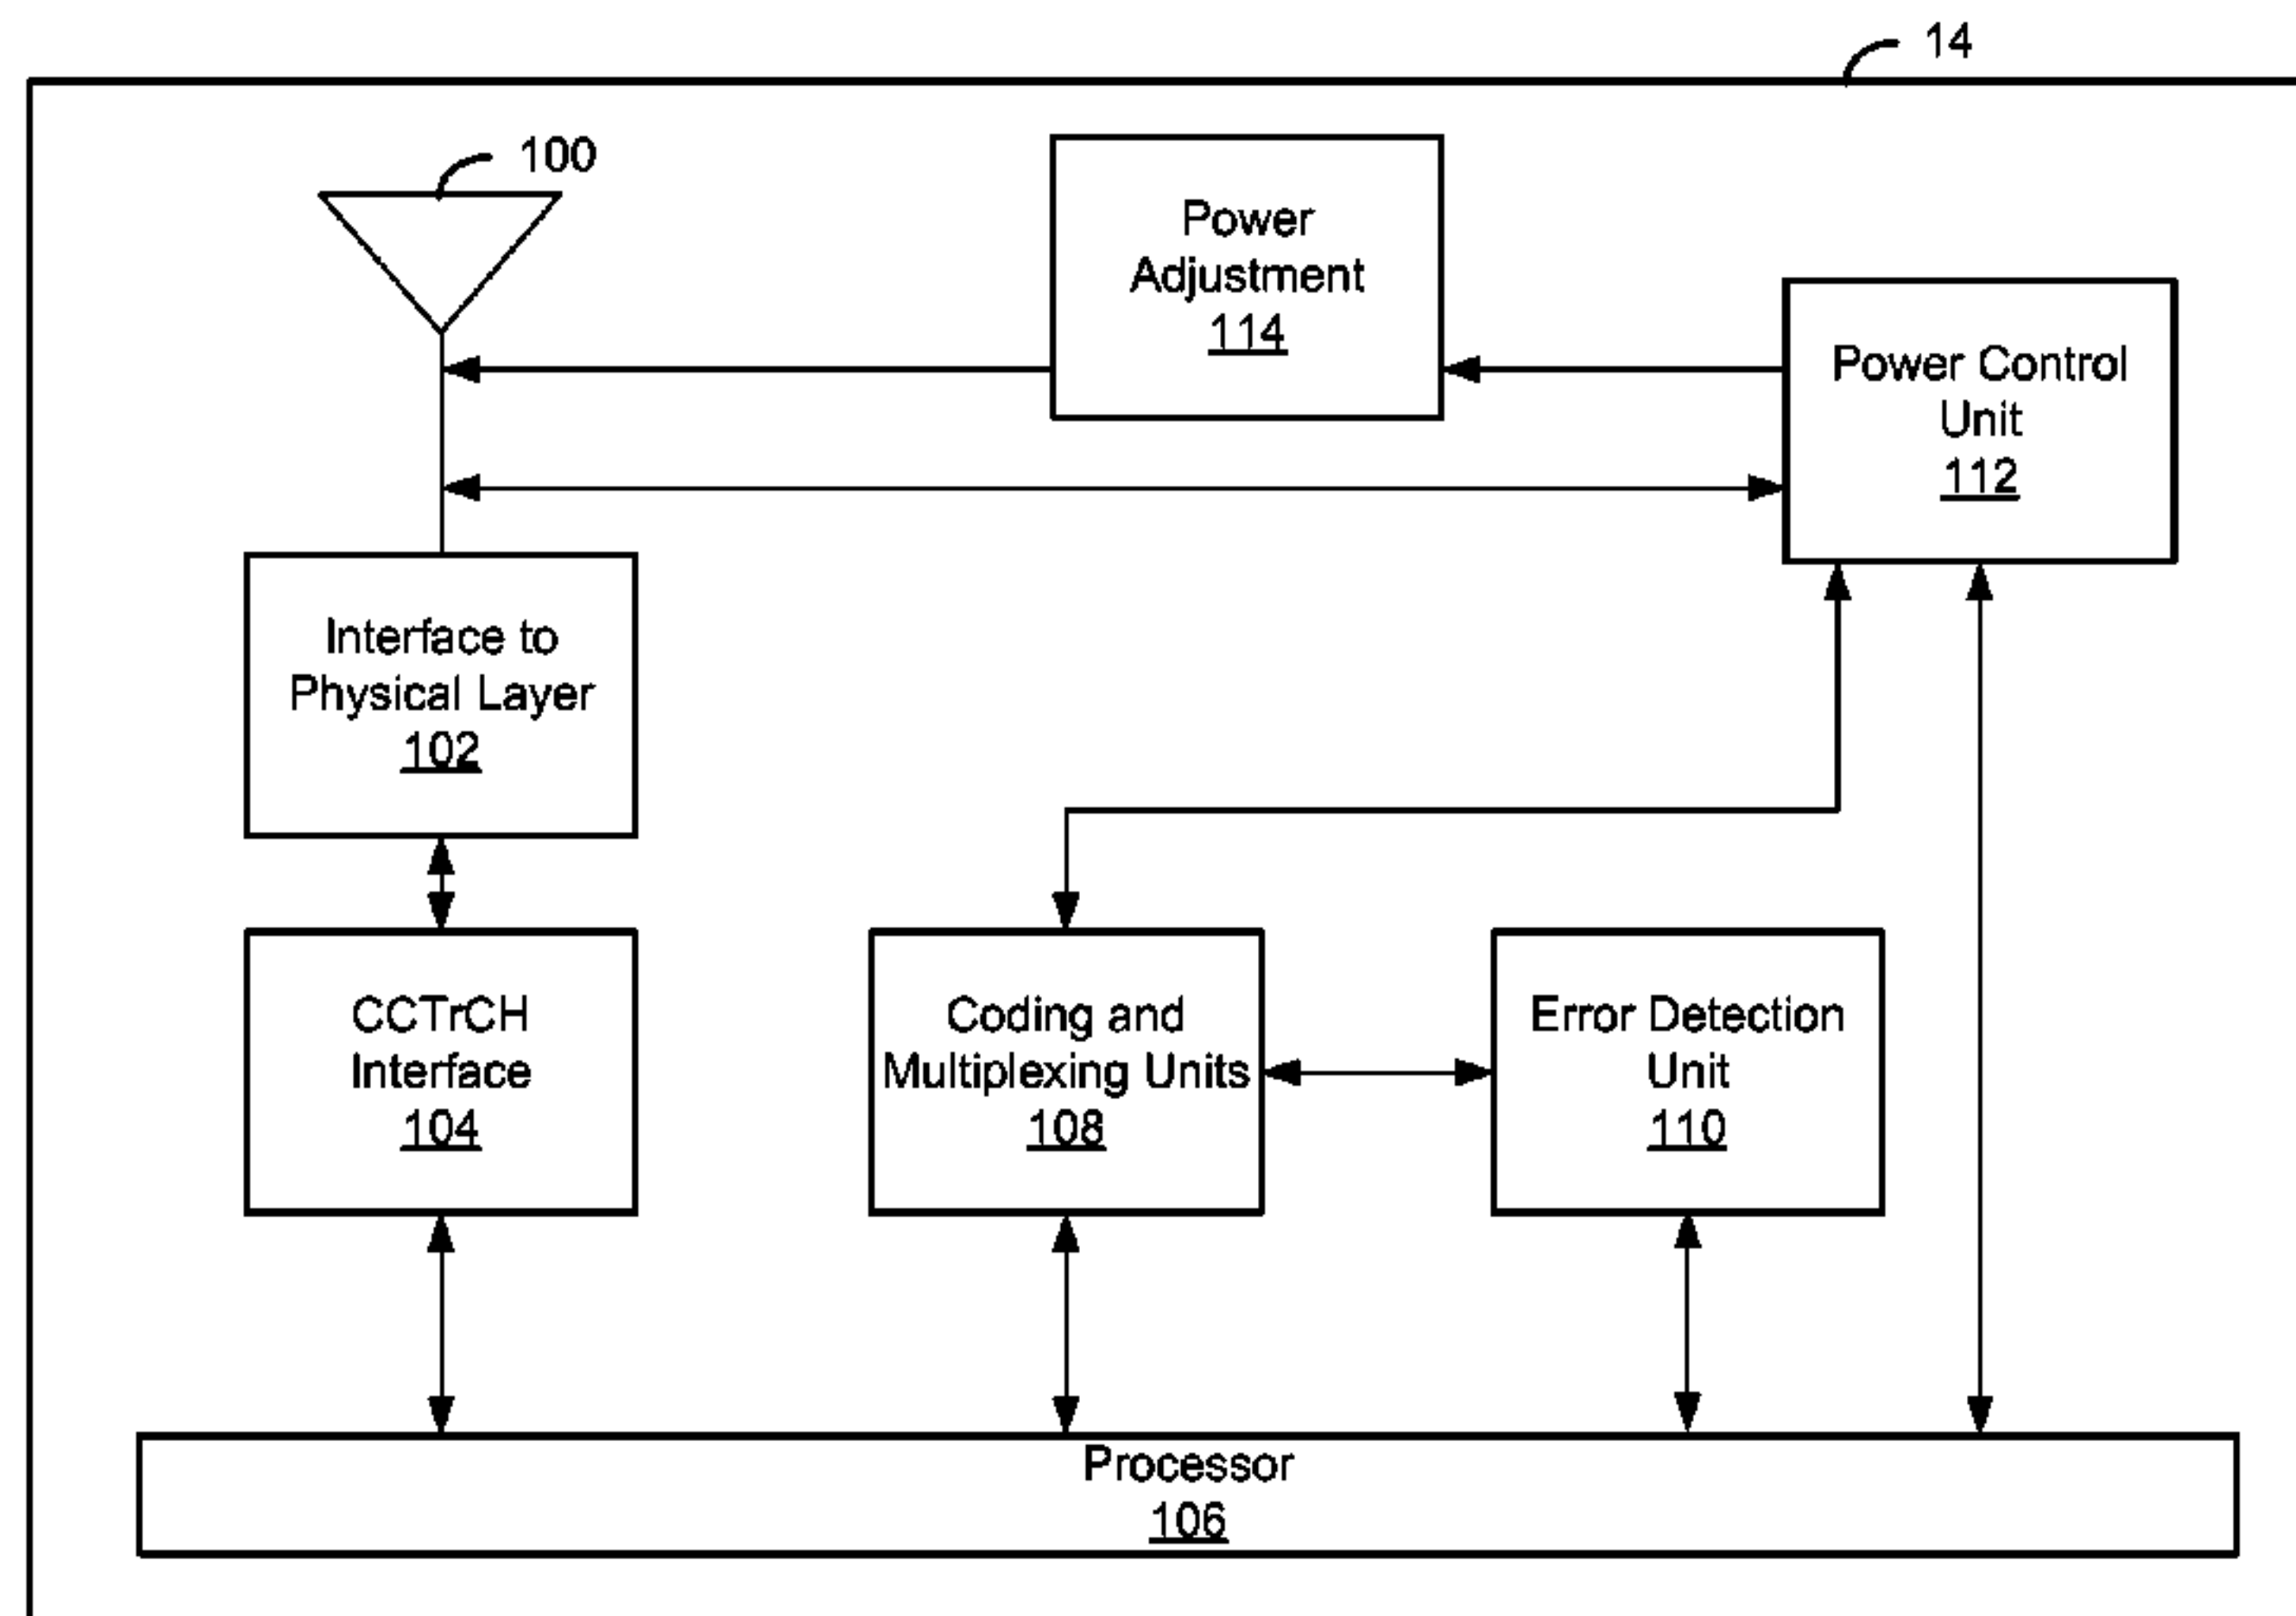 14
100
Power
Adjustment
114
Power Control
Unit
112
Interface to
Physical Layer
102
CCTrCH
Interface
104
Coding and
Multiplexing Units
108
Error Detection
Unit
110
Processor
106